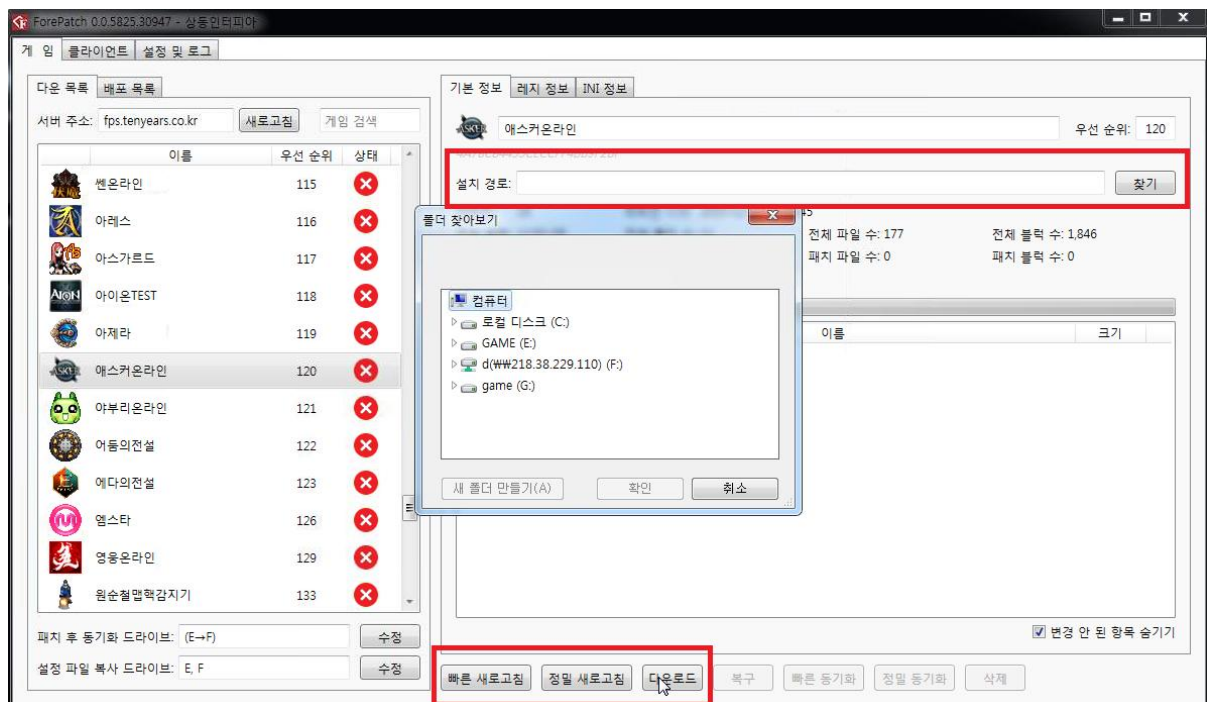 ForePatch 0.0.5825.30947 - 상동인터피아
게 임 클라이언트 설정 및 로그
다운 목록 배포 목록
서버 주소: fps.tenyears.co.kr 새로고침 게임 검색
이름 우선 순위 상태
쎈온라인 115
아레스 116
아스가르드 117
아이온TEST 118
아제라 119
애스커온라인 120
야부리온라인 121
어둠의전설 122
에다의전설 123
엠스타 126
영웅온라인 129
원순철맵핵감지기 133
패치 후 동기화 드라이브: (E→F) 수정
설정 파일 복사 드라이브: E, F 수정
기본 정보 레지 정보 INI 정보
애스커온라인 우선 순위: 120
설치 경로: 찾기
전체 파일 수: 177 전체 블럭 수: 1,846
패치 파일 수: 0 패치 블럭 수: 0
이름 크기
폴더 찾아보기
컴퓨터
로컬 디스크 (C:)
GAME (E:)
d(₩₩218.38.229.110) (F:)
game (G:)
새 폴더 만들기(A) 확인 취소
변경 안 된 항목 숨기기
빠른 새로고침 정밀 새로고침 다운로드 복구 빠른 동기화 정밀 동기화 삭제